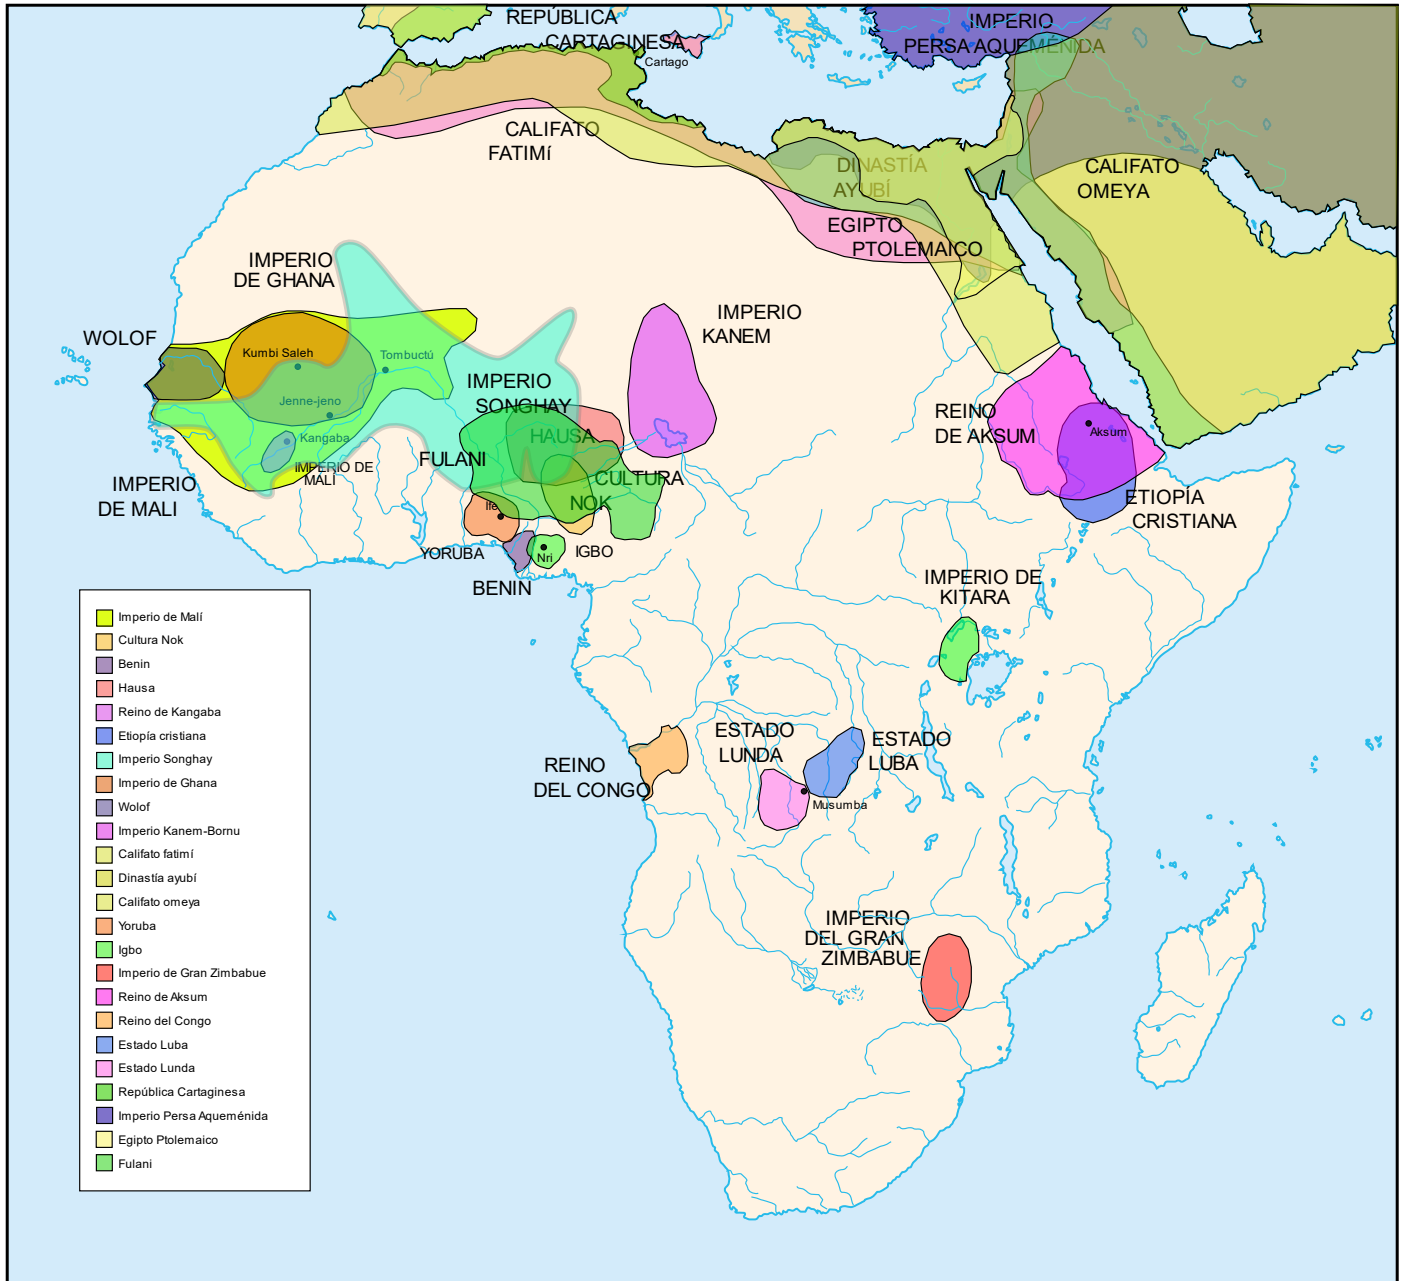 REPÚBLICA
CARTAGINESA
Cartago
IMPERIO
PERSA AQUEMÉNIDA
CALIFATO
FATIMÍ
DINASTÍA
AYUBÍ
CALIFATO
OMEYA
EGIPTO
PTOLEMAICO
IMPERIO
DE GHANA
WOLOF
Kumbi Saleh
Tombuctú
Jenne-jeno
Kangaba
IMPERIO DE
MALÍ
IMPERIO
DE MALI
IMPERIO
SONGHAY
IMPERIO
KANEM
HAUSA
FULANI
CULTURA
NOK
Ife
YORUBA
Nri
IGBO
BENIN
REINO
DE AKSUM
Aksum
ETIOPÍA
CRISTIANA
IMPERIO DE
KITARA
ESTADO
LUNDA
ESTADO
LUBA
Musumba
REINO
DEL CONGO
IMPERIO
DEL GRAN
ZIMBABUE
Imperio de Malí
Cultura Nok
Benin
Hausa
Reino de Kangaba
Etiopía cristiana
Imperio Songhay
Imperio de Ghana
Wolof
Imperio Kanem-Bornu
Califato fatimí
Dinastía ayubí
Califato omeya
Yoruba
Igbo
Imperio de Gran Zimbabue
Reino de Aksum
Reino del Congo
Estado Luba
Estado Lunda
República Cartaginesa
Imperio Persa Aqueménida
Egipto Ptolemaico
Fulani